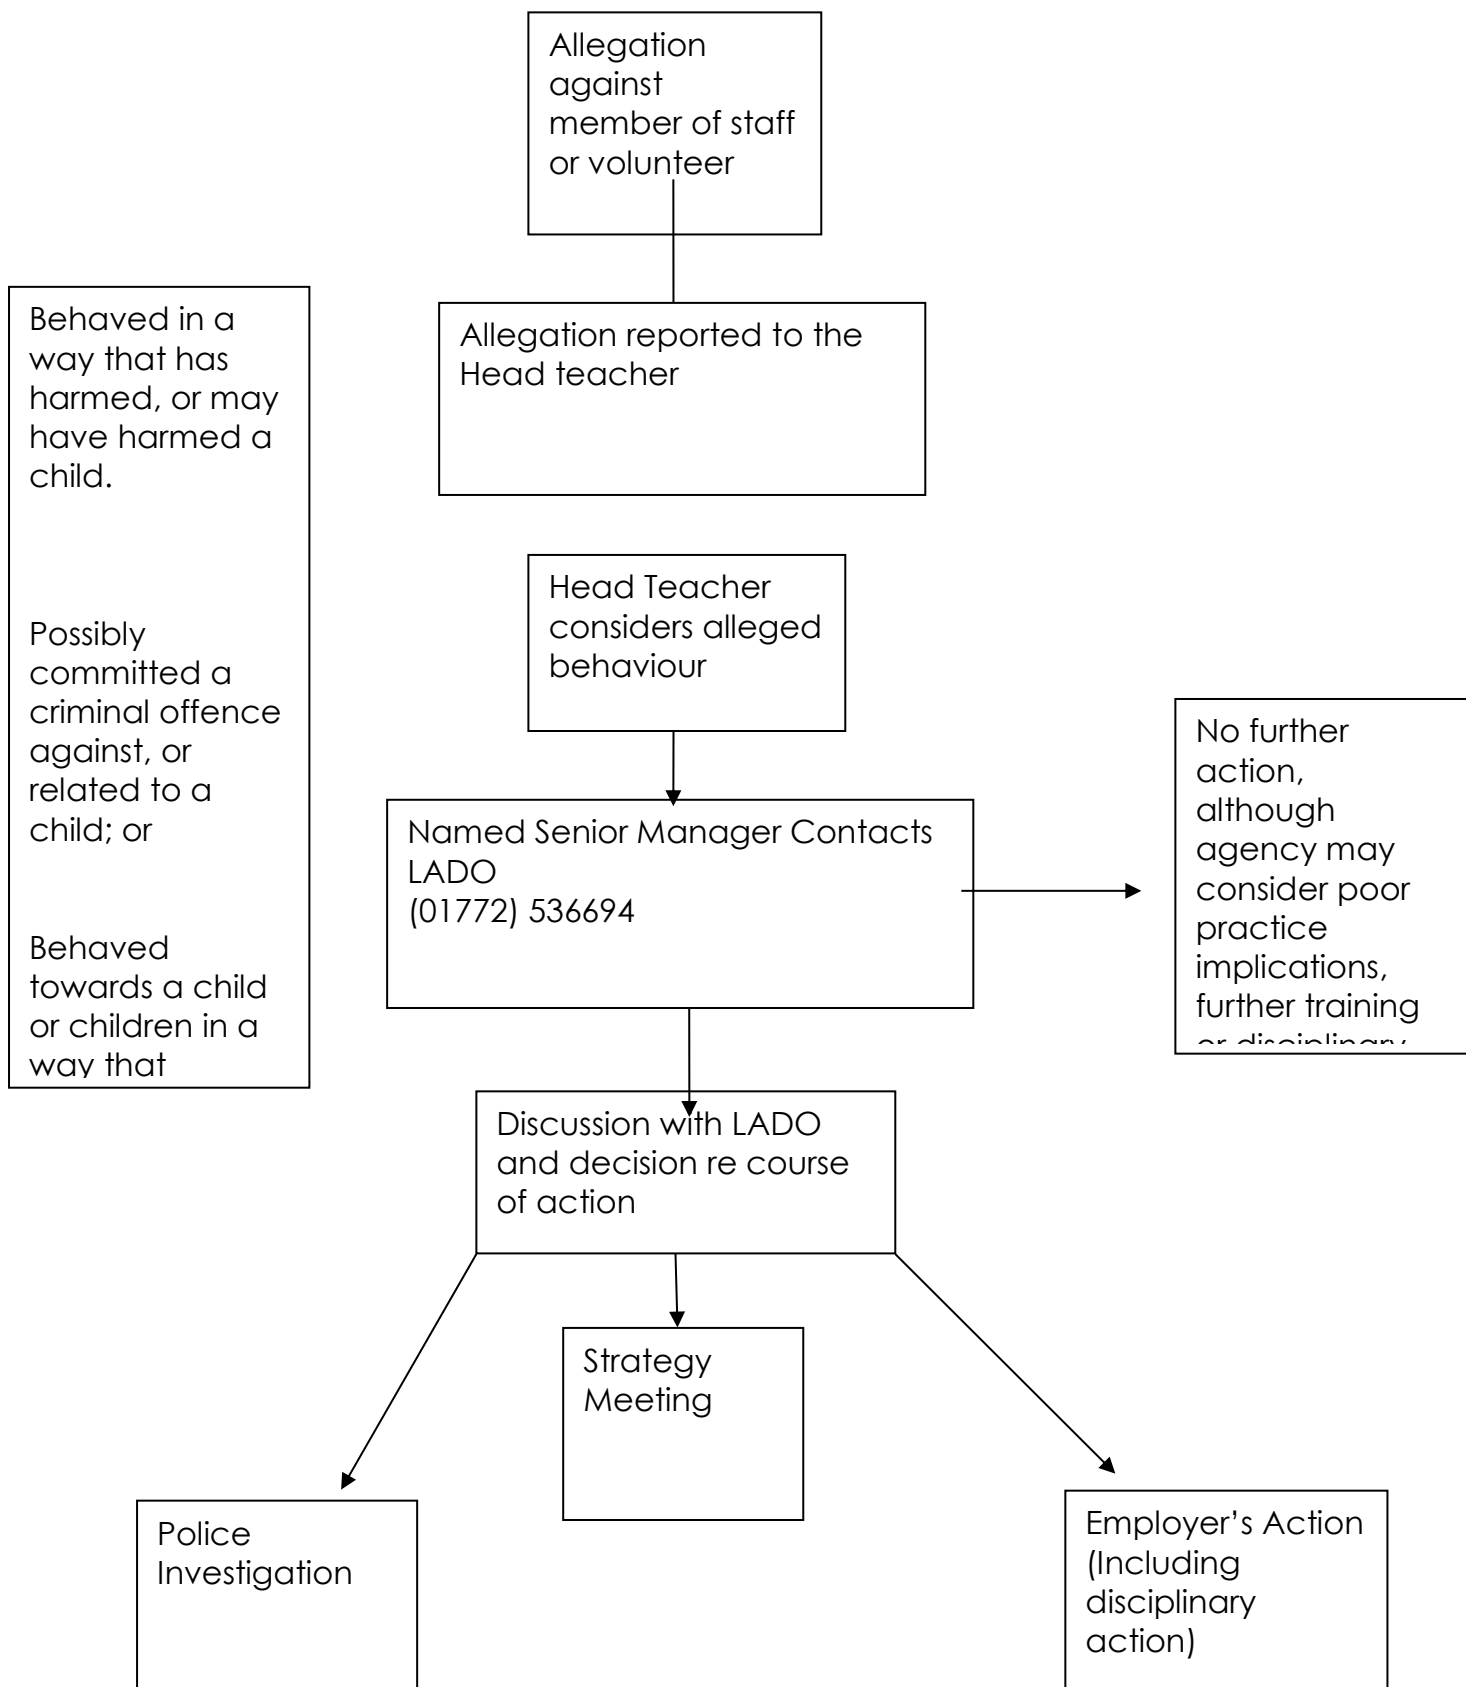 Allegation
against
member of staff
or volunteer
Allegation reported to the
Head teacher
Behaved in a
way that has
harmed, or may
have harmed a
child.
Possibly
committed a
criminal offence
against, or
related to a
child; or
Behaved
towards a child
or children in a
way that
Head Teacher
considers alleged
behaviour
Named Senior Manager Contacts
LADO
(01772) 536694
No further
action,
although
agency may
consider poor
practice
implications,
further training
or disciplinary
Discussion with LADO
and decision re course
of action
Strategy
Meeting
Police
Investigation
Employer’s Action
(Including
disciplinary
action)